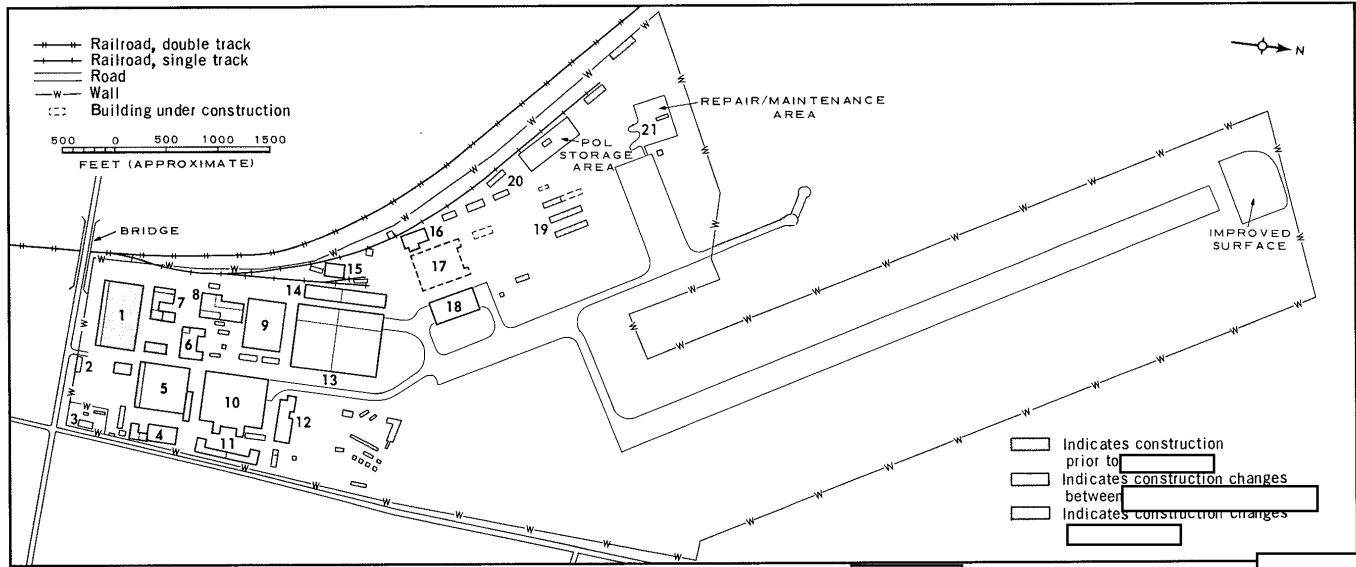 Railroad, double track
Railroad, single track
Road
W Wall
Building under construction
500 0 500 1000 1500
FEET (APPROXIMATE)
N
BRIDGE
REPAIR/MAINTENANCE
AREA
POL
STORAGE
AREA
IMPROVED
SURFACE
1
2
3
4
5
6
7
8
9
10
11
12
13
14
15
16
17
18
19
20
21
Indicates construction
prior to
Indicates construction changes
between
Indicates construction changes